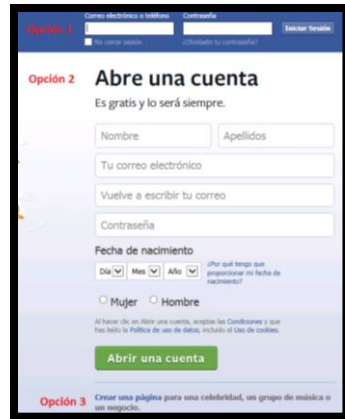 Correo electrónico o teléfono Contraseña
Opción 1 Iniciar Sesión
No cerrar sesión ¿Olvidaste tu contraseña?
Opción 2 Abre una cuenta
Es gratis y lo será siempre.
Nombre Apellidos
Tu correo electrónico
Vuelve a escribir tu correo
Contraseña
Fecha de nacimiento
Día Mes Año ¿Por qué tengo que proporcionar mi fecha de nacimiento?
Mujer Hombre
Al hacer clic en Abrir una cuenta, aceptas las Condiciones y que
has leído la Política de uso de datos, incluido el Uso de cookies.
Abrir una cuenta
Opción 3 Crear una página para una celebridad, un grupo de música o
un negocio.